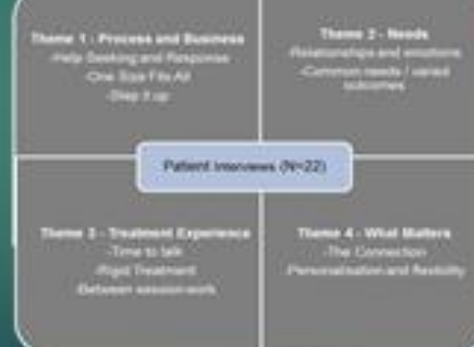 Theme 1 - Process and Business
-Help Seeking and Response
-One Size Fits All
-Step it up
Theme 2 - Needs
-Relationships and emotions
-Common needs / varied
outcomes
Patient interviews (N=22)
Theme 3 - Treatment Experience
-Time to talk
-Rigid Treatment
-Between session work
Theme 4 - What Matters
-The Connection
-Personalisation and flexibility